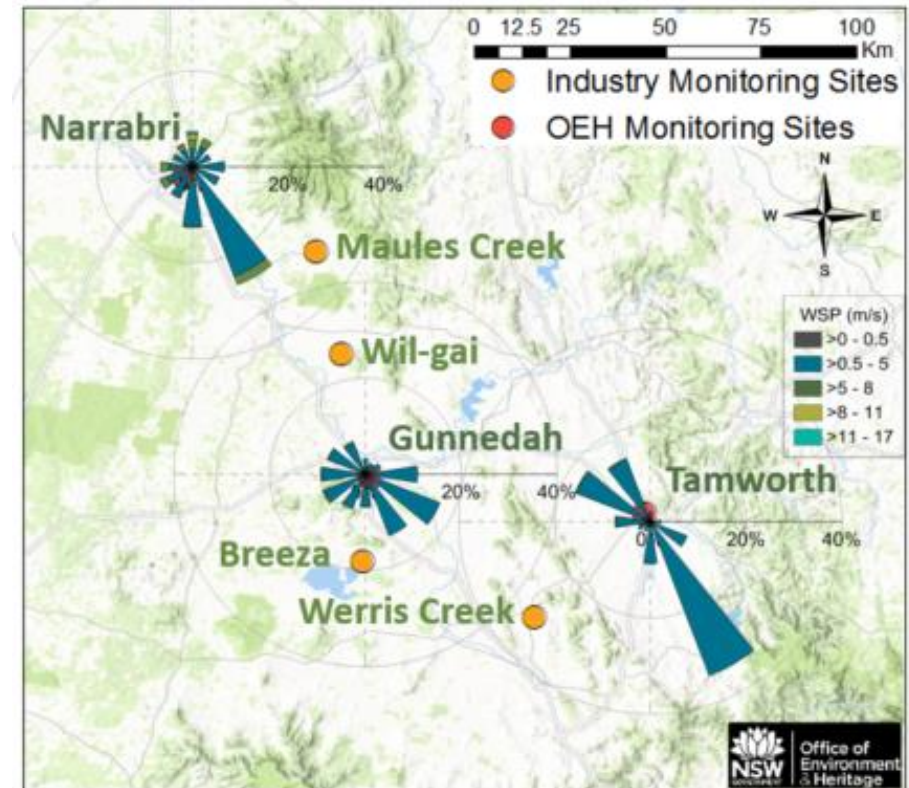 0 12.5 25 50 75 100
Km
Industry Monitoring Sites
OEH Monitoring Sites
Narrabri
20% 40%
N
W E
S
Maules Creek
WSP (m/s)
>0 - 0.5
>0.5 - 5
>5 - 8
>8 - 11
>11 - 17
Wil-gai
Gunnedah
20% 40%
Tamworth
0
20% 40%
Breeza
Werris Creek
NSW
GOVERNMENT
Office of
Environment
& Heritage